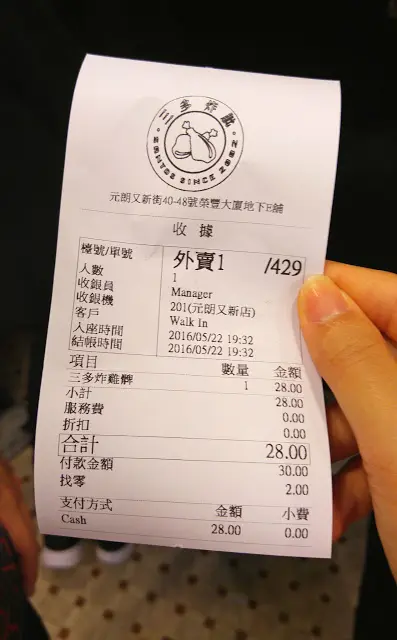 三多炸髀
元朗又新街40-48號榮豐大廈地下E舖
收據
檯號/單號 外賣1 /429
人數 1
收銀員 Manager
收銀機 201(元朗又新店)
客戶 Walk In
入座時間 2016/05/22 19:32
結帳時間 2016/05/22 19:32
項目 數量 金額
三多炸雞髀 1 28.00
小計 28.00
服務費 0.00
折扣 0.00
合計 28.00
付款金額 30.00
找零 2.00
支付方式 金額 小費
Cash 28.00 0.00